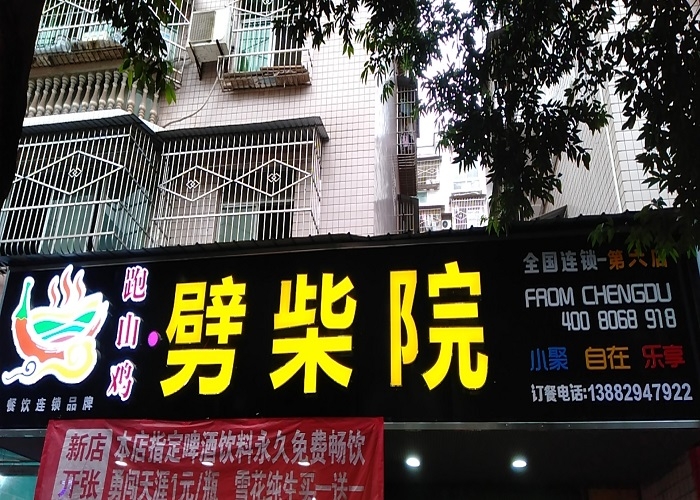 跑山鸡
劈柴院
餐饮连锁品牌
全国连锁-第六店
FROM CHENGDU
400 8068 918
小聚 自在 乐享
订餐电话:13882947922
新店开张
本店指定啤酒饮料永久免费畅饮
勇闯天涯1元/瓶 雪花纯生买一送一